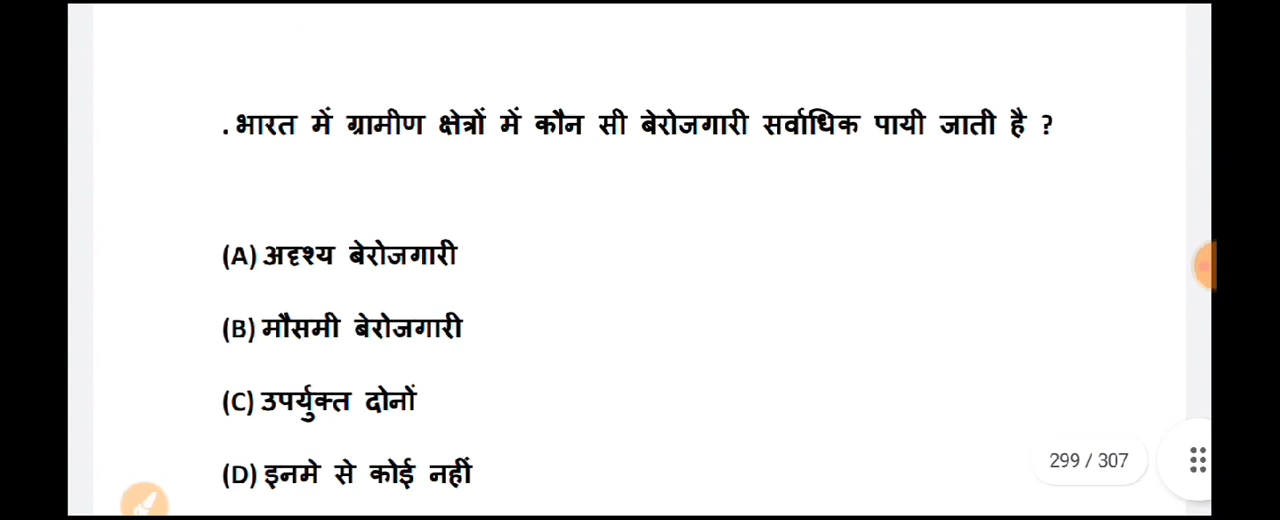 . भारत में ग्रामीण क्षेत्रों में कौन सी बेरोजगारी सर्वाधिक पायी जाती है ?
(A) अदृश्य बेरोजगारी
(B) मौसमी बेरोजगारी
(C) उपर्युक्त दोनों
(D) इनमे से कोई नहीं
299 / 307